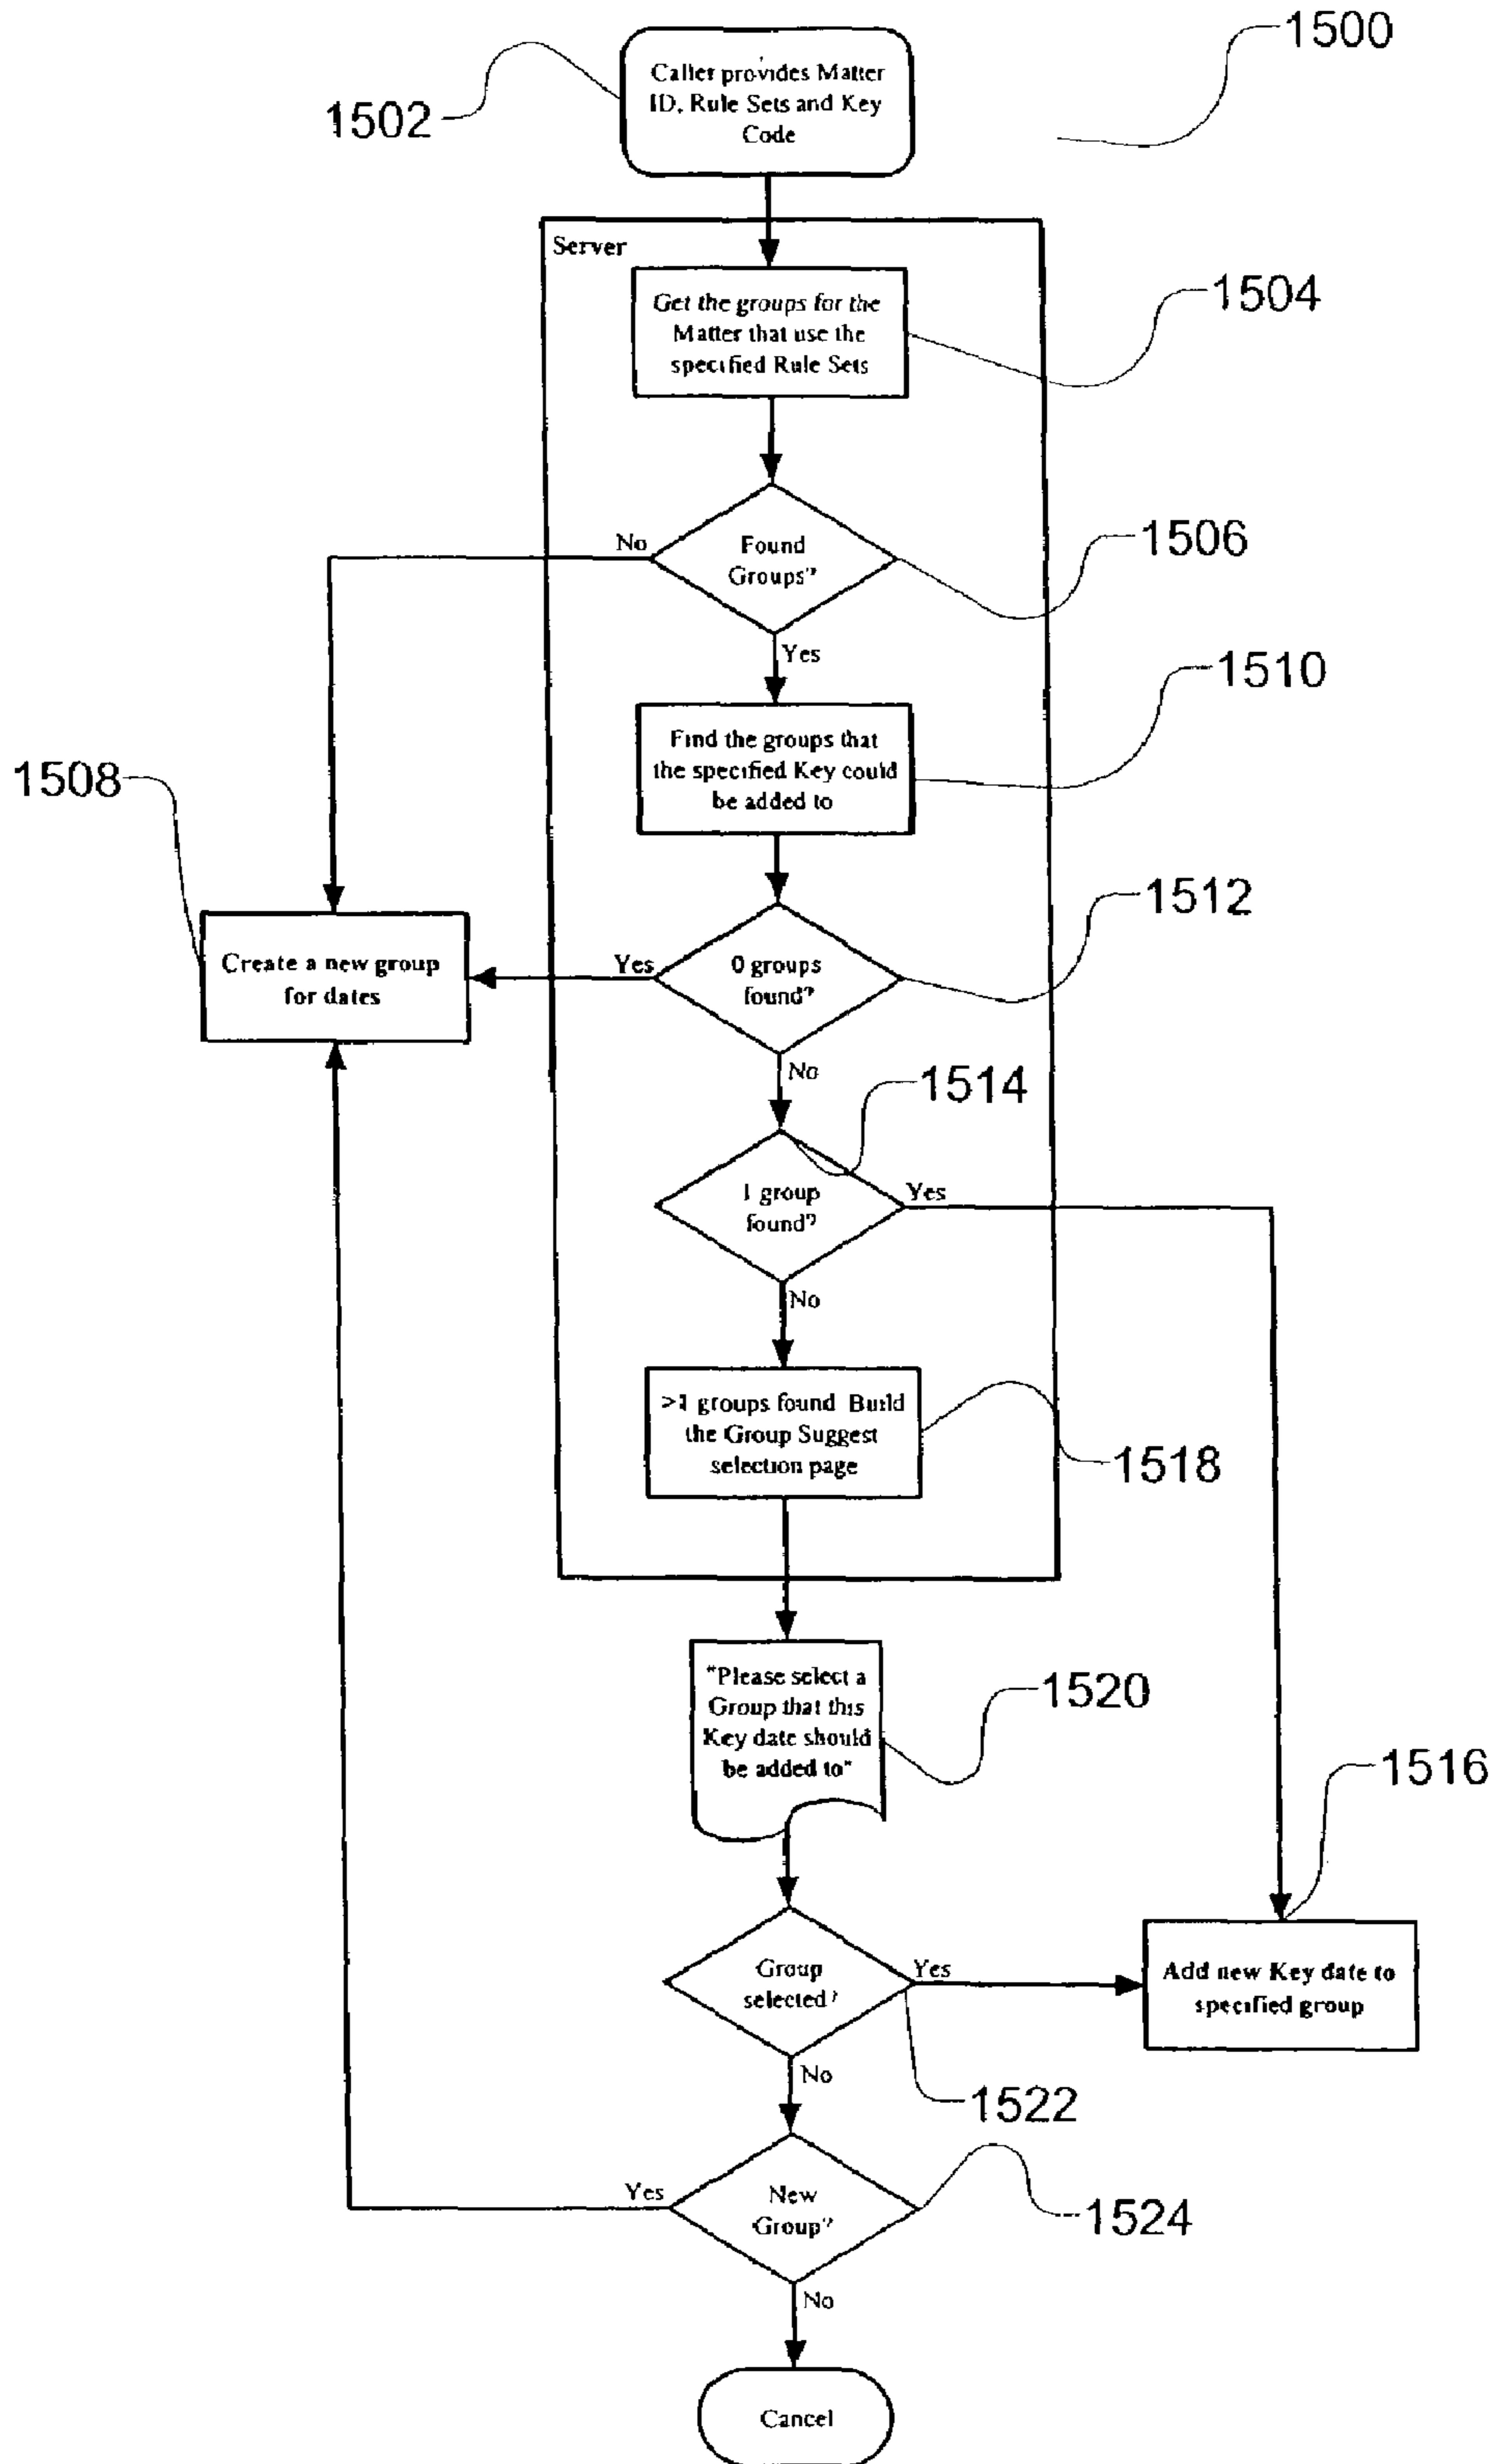 1500
Caller provides Matter
ID, Rule Sets and Key
Code
1502
Server
Get the groups for the
Matter that use the
specified Rule Sets
1504
No
Found
Groups?
1506
Yes
Find the groups that
the specified Key could
be added to
1510
1508
Create a new group
for dates
Yes
0 groups
found?
1512
No
1514
1 group
found?
Yes
No
>1 groups found Build
the Group Suggest
selection page
1518
"Please select a
Group that this
Key date should
be added to"
1520
1516
Group
selected?
Yes
Add new Key date to
specified group
No
1522
Yes
New
Group?
1524
No
Cancel